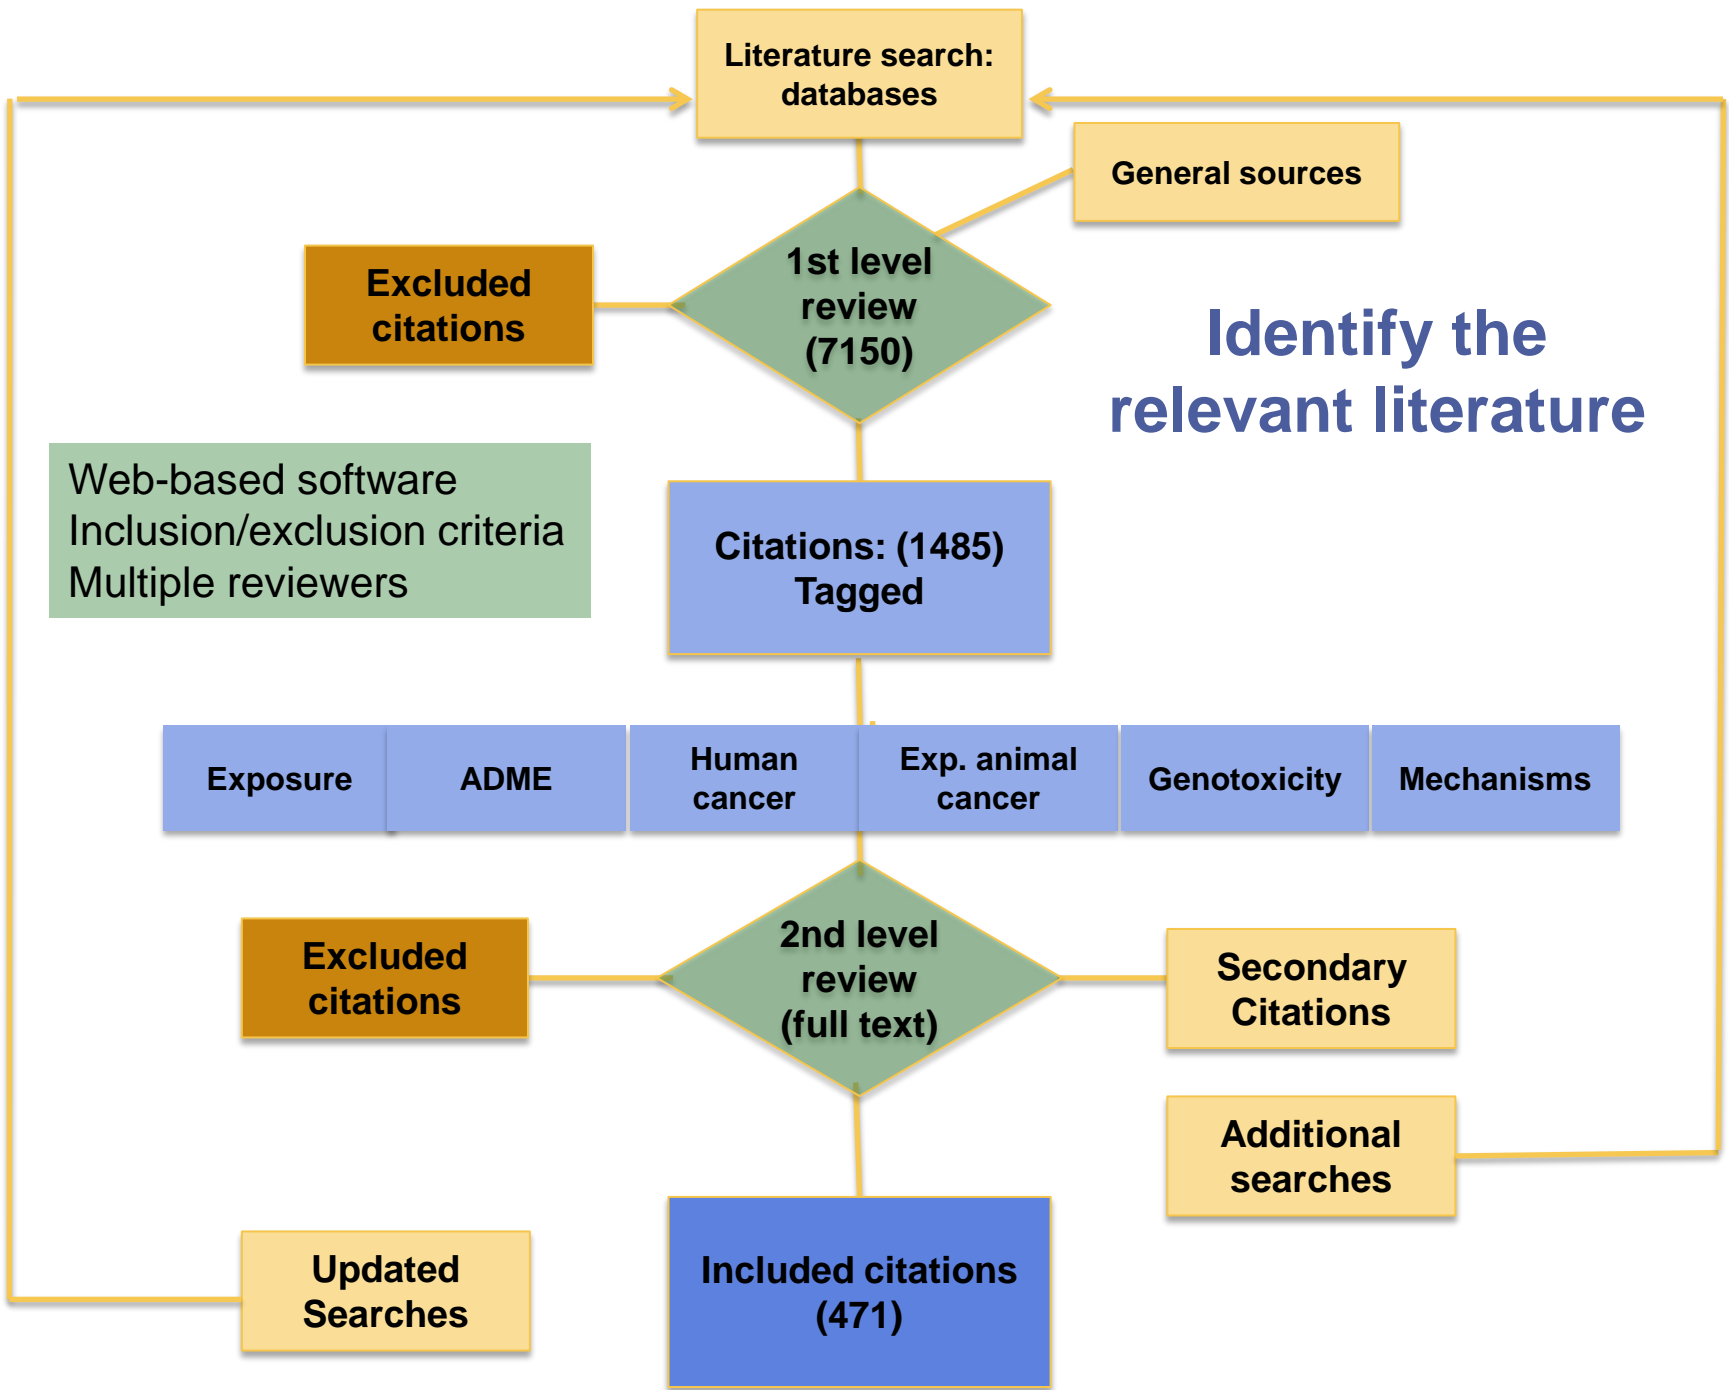 Literature search:
databases
General sources
1st level
review
(7150)
Excluded
citations
Identify the
relevant literature
Web-based software
Inclusion/exclusion criteria
Multiple reviewers
Citations: (1485)
Tagged
Exposure
ADME
Human
cancer
Exp. animal
cancer
Genotoxicity
Mechanisms
2nd level
review
(full text)
Excluded
citations
Secondary
Citations
Additional
searches
Updated
Searches
Included citations
(471)